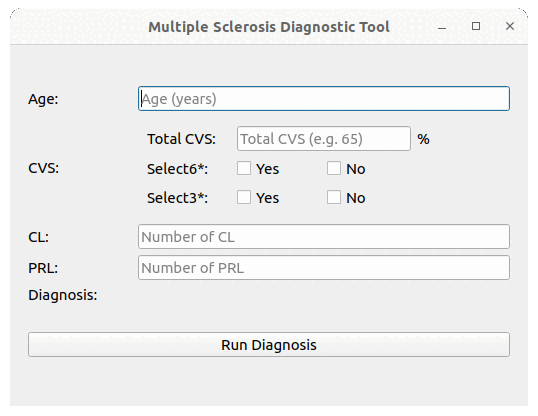 Multiple Sclerosis Diagnostic Tool
Age: Age (years)
Total CVS: Total CVS (e.g. 65) %
CVS: Select6*: Yes No
Select3*: Yes No
CL: Number of CL
PRL: Number of PRL
Diagnosis:
Run Diagnosis